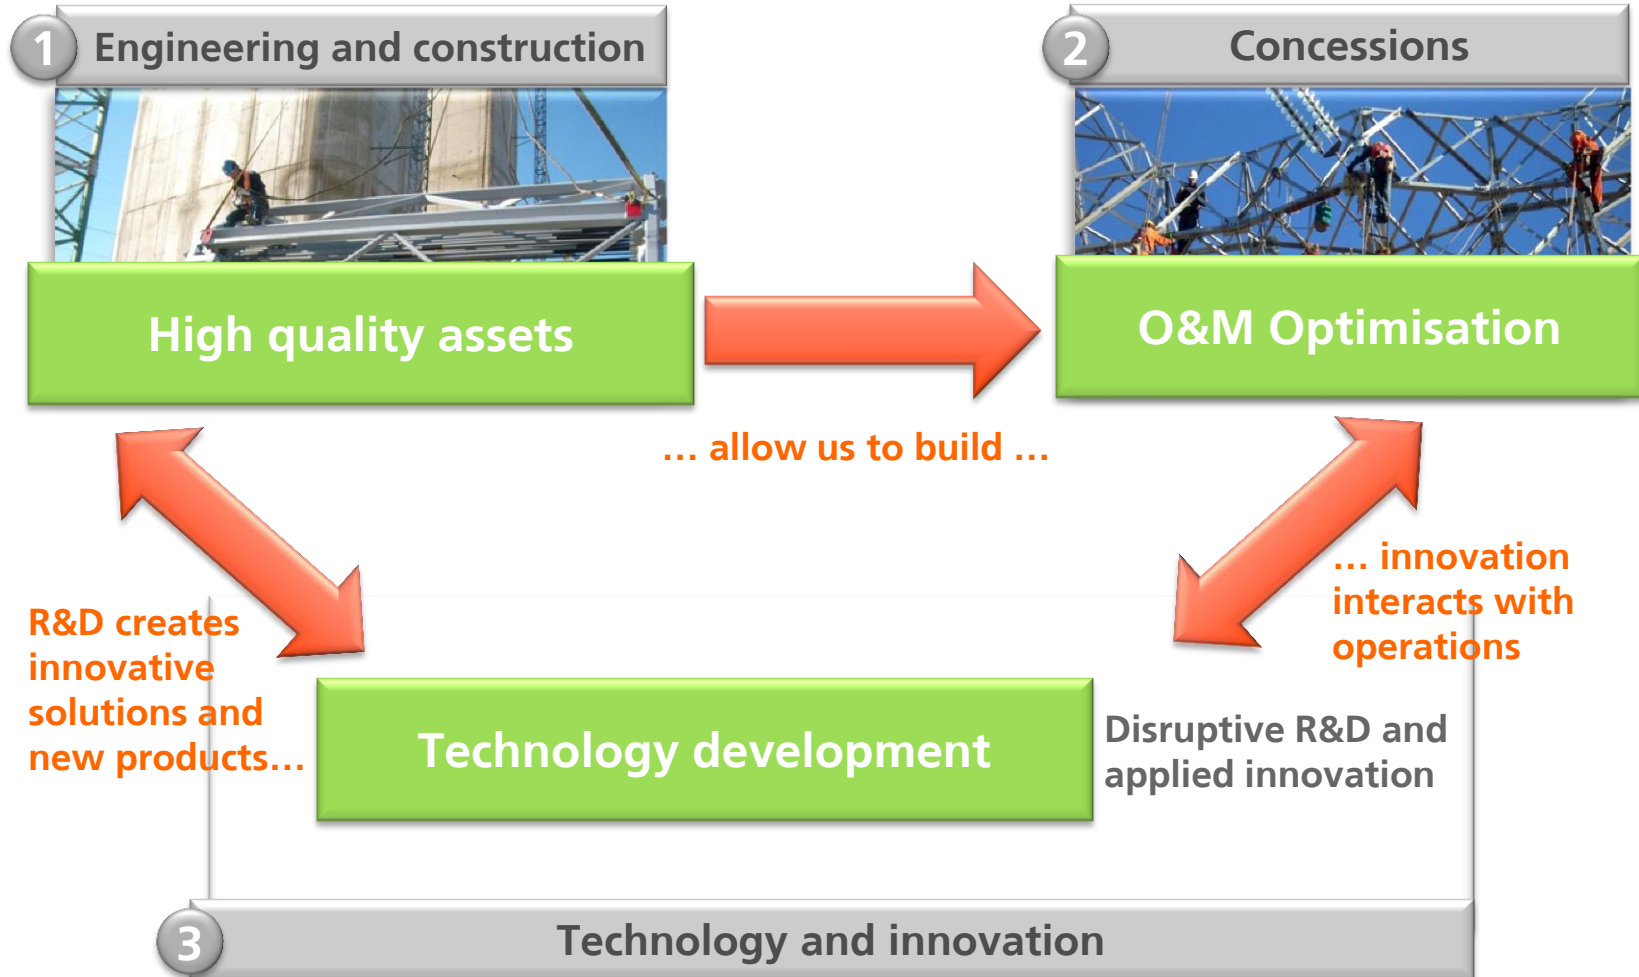 1 Engineering and construction
2 Concessions
High quality assets
O&M Optimisation
… allow us to build …
… innovation
interacts with
operations
R&D creates
innovative
solutions and
new products…
Technology development
Disruptive R&D and
applied innovation
3 Technology and innovation